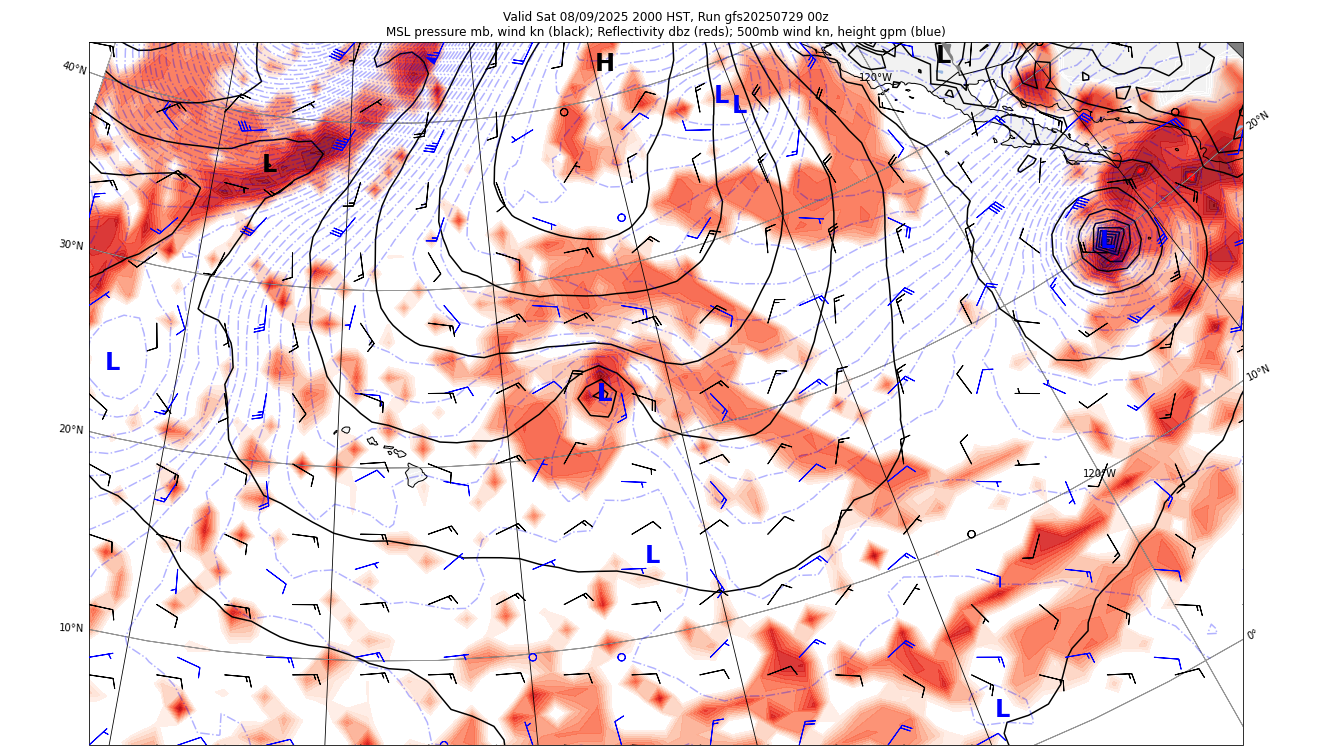 Valid Sat 08/09/2025 2000 HST, Run gfs20250729 00z
MSL pressure mb, wind kn (black); Reflectivity dbz (reds); 500mb wind kn, height gpm (blue)
H
L
40°N
120°W
L
L
20°N
L
L
30°N
L
L
10°N
20°N
120°W
L
10°N
0°
L